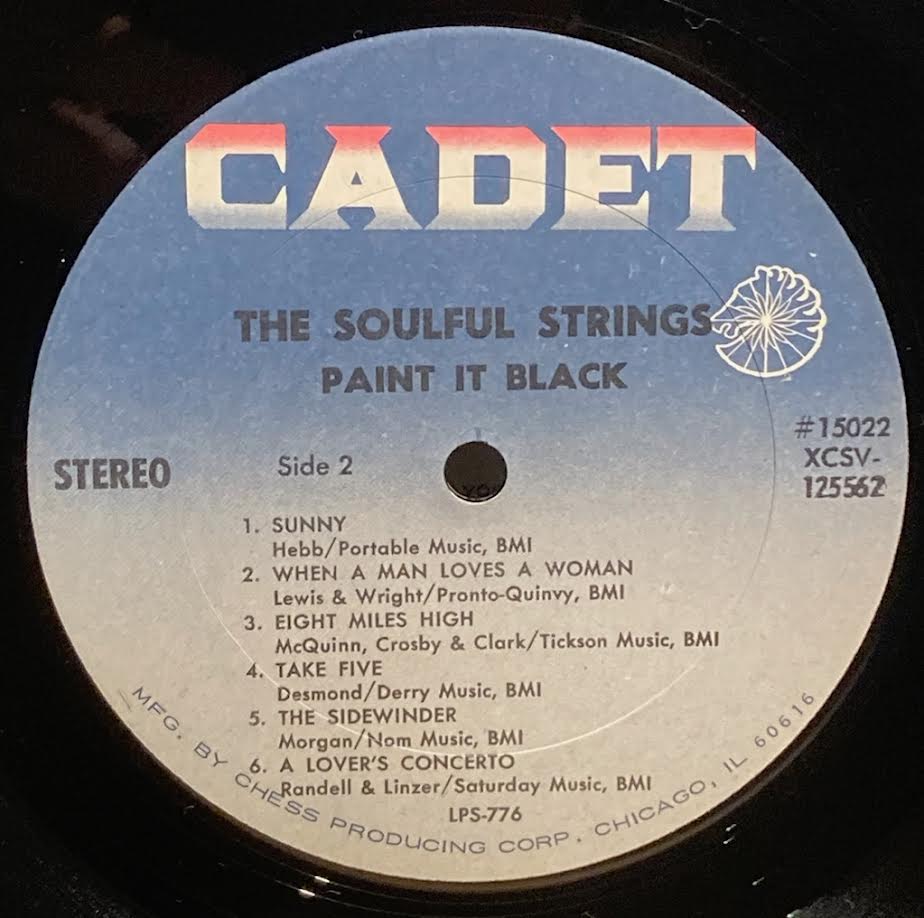 CADET
THE SOULFUL STRINGS
PAINT IT BLACK
STEREO
Side 2
#15022
XCSV-
125562
1. SUNNY
Hebb/Portable Music, BMI
2. WHEN A MAN LOVES A WOMAN
Lewis & Wright/Pronto-Quinvy, BMI
3. EIGHT MILES HIGH
McQuinn, Crosby & Clark/Tickson Music, BMI
4. TAKE FIVE
Desmond/Derry Music, BMI
5. THE SIDEWINDER
Morgan/Nom Music, BMI
6. A LOVER'S CONCERTO
Randell & Linzer/Saturday Music, BMI
LPS-776
MFG. BY CHESS PRODUCING CORP. CHICAGO, IL 60616